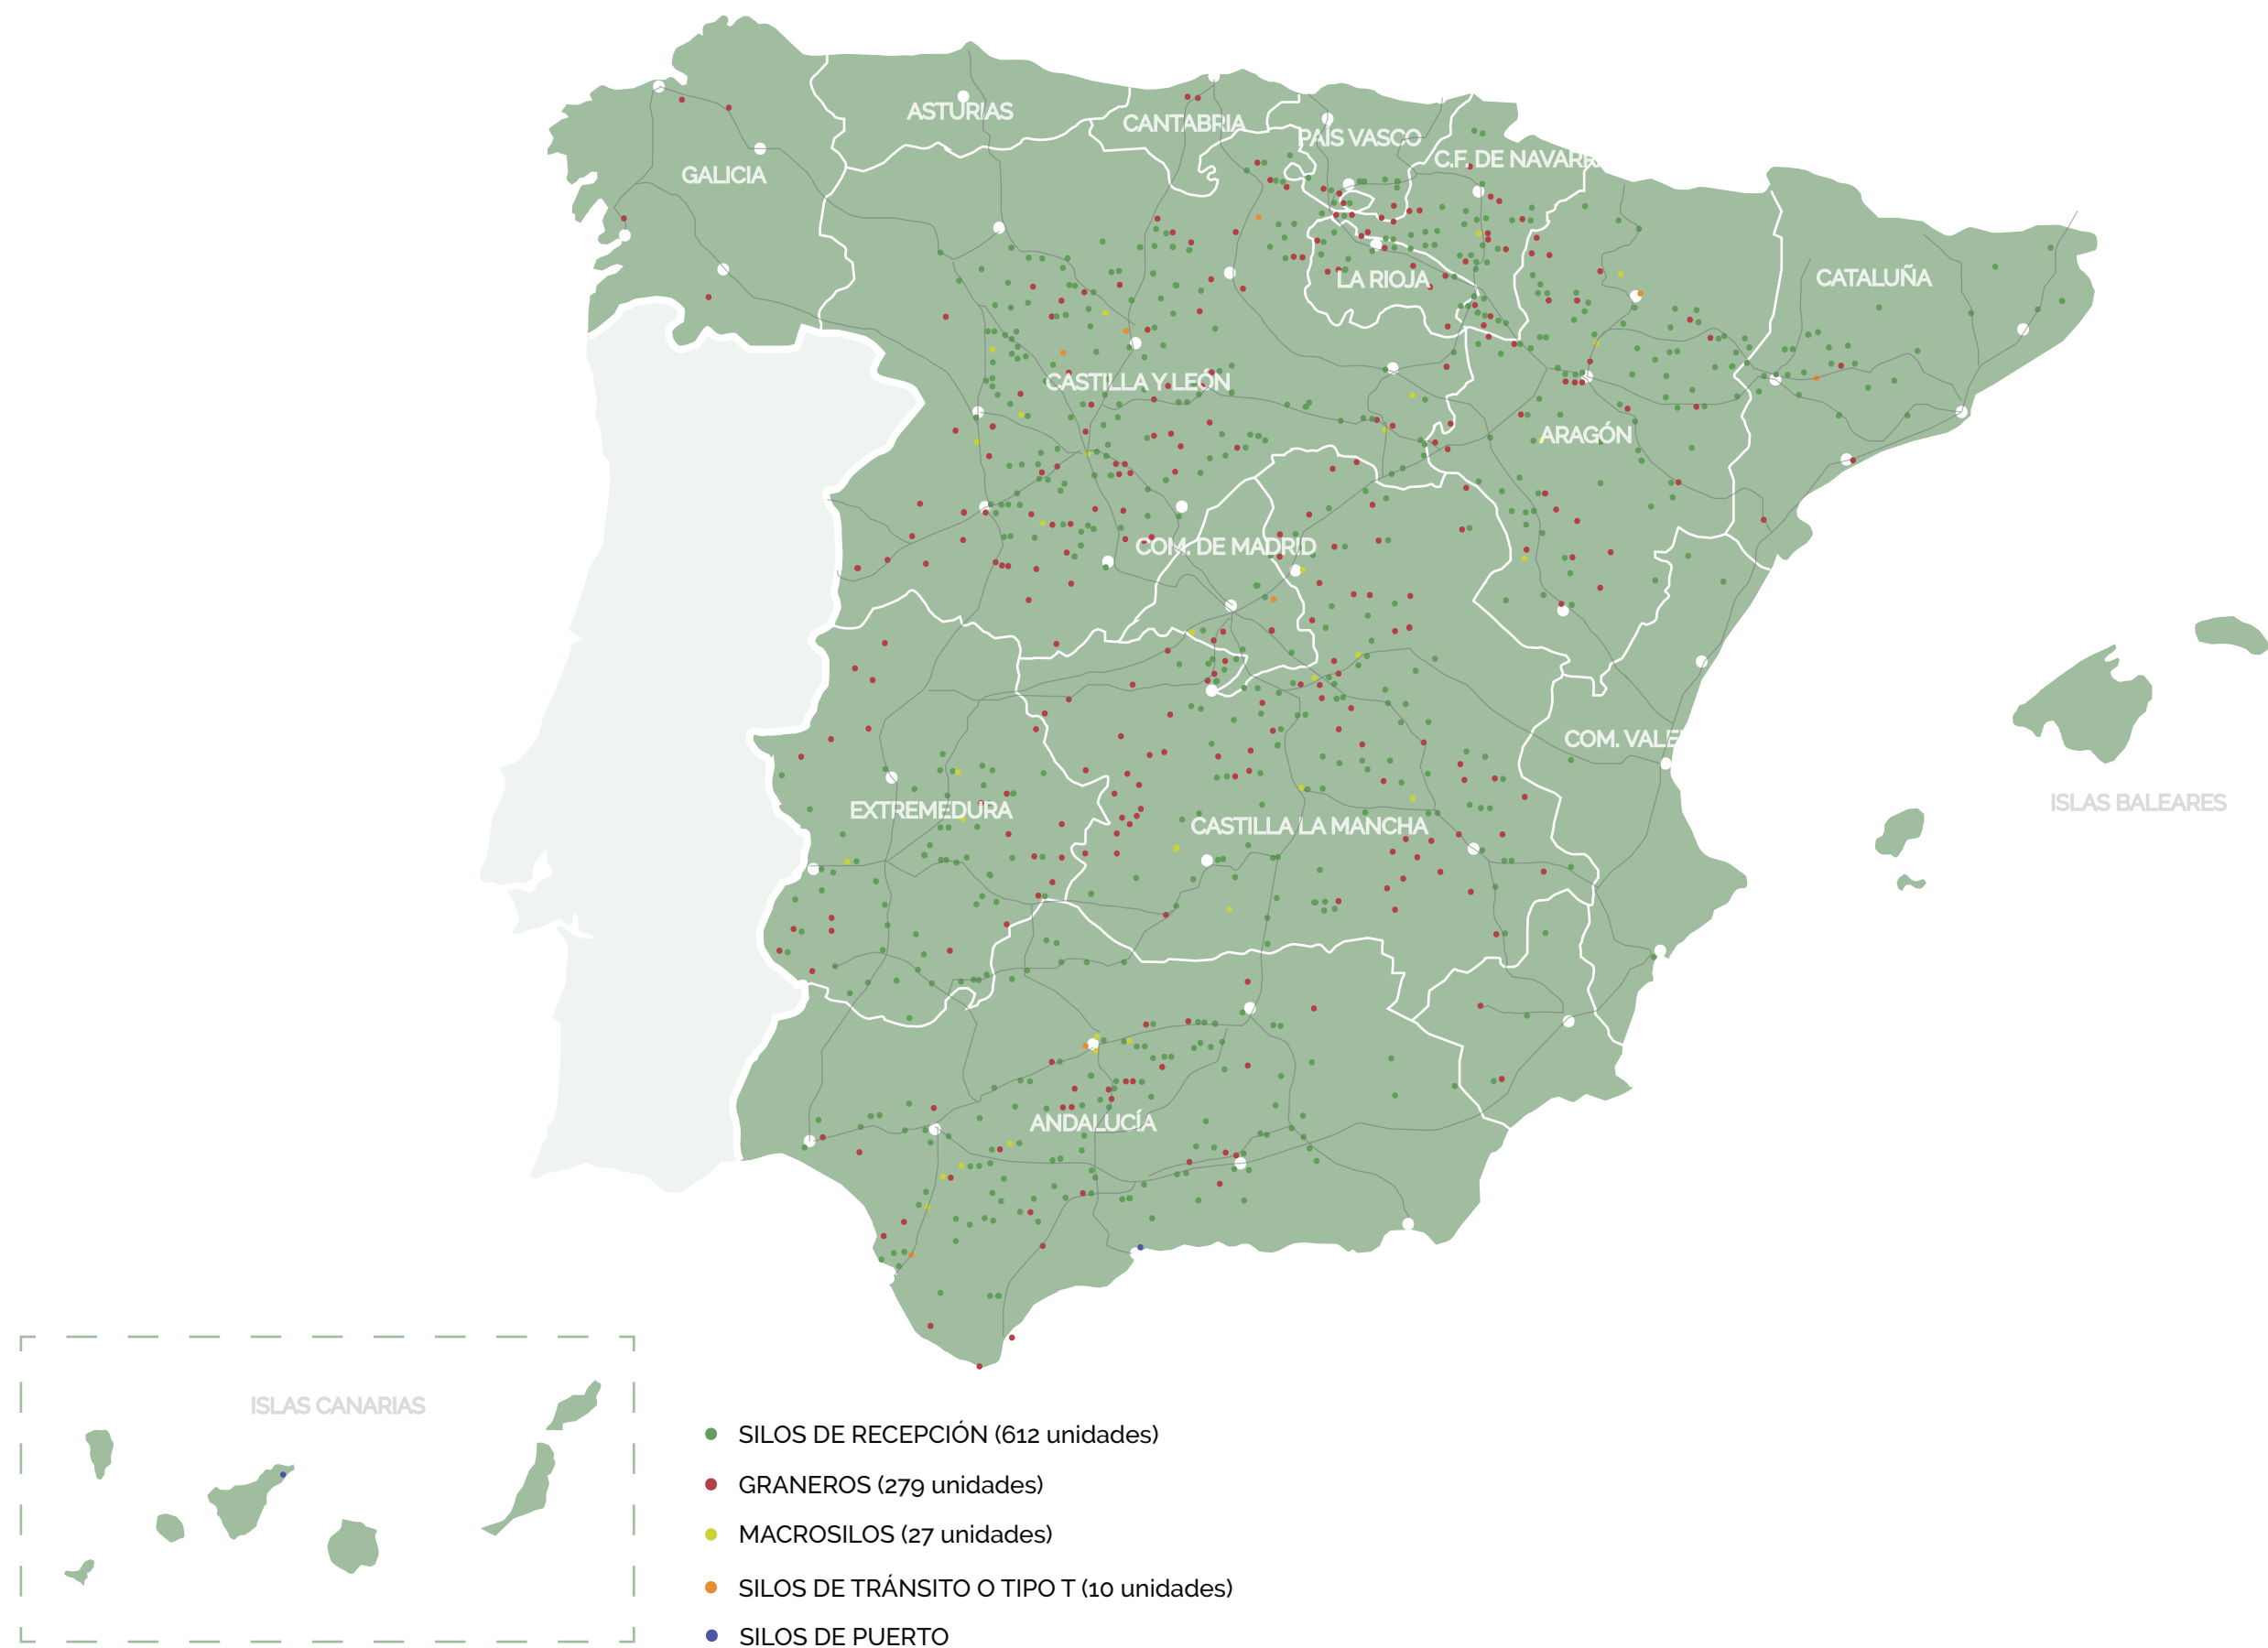 ASTURIAS
CANTABRIA
PAÍS VASCO
C.F. DE NAVARR
GALICIA
LA RIOJA
CATALUÑA
CASTILLA Y LEÓN
ARAGÓN
COM. DE MADRID
COM. VALE
EXTREMEDURA
CASTILLA LA MANCHA
ISLAS BALEARES
ANDALUCÍA
ISLAS CANARIAS
SILOS DE RECEPCIÓN (612 unidades)
GRANEROS (279 unidades)
MACROSILOS (27 unidades)
SILOS DE TRÁNSITO O TIPO T (10 unidades)
SILOS DE PUERTO